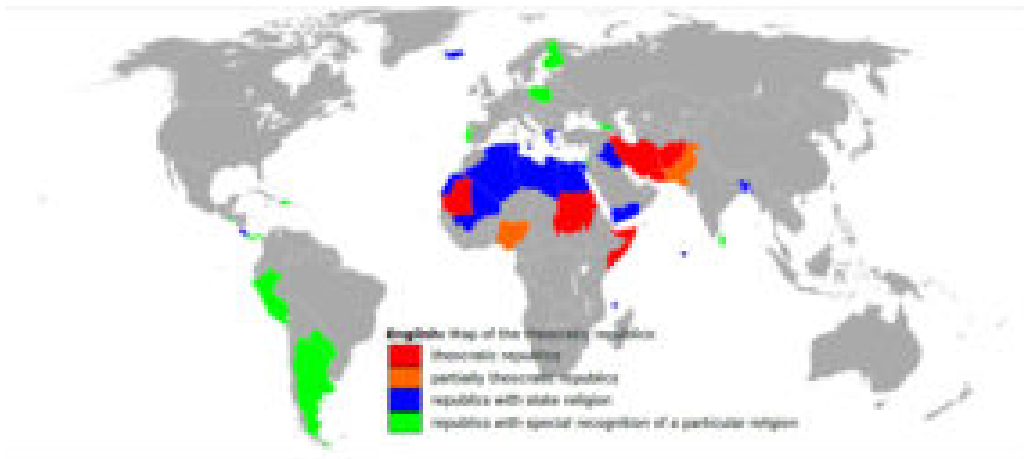 English: Map of the theocratic republics
theocratic republics
partially theocratic republics
republics with state religion
republics with special recognition of a particular religion